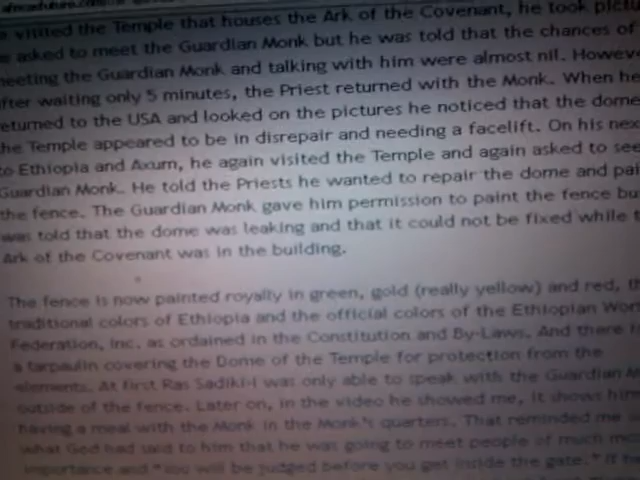 visited the Temple that houses the Ark of the Covenant, he took
asked to meet the Guardian Monk but he was told that the chances of
meeting the Guardian Monk and talking with him were almost nil. Howev
fter waiting only 5 minutes, the Priest returned with the Monk. When he
eturned to the USA and looked on the pictures he noticed that the dome
he Temple appeared to be in disrepair and needing a facelift. On his nex
to Ethiopia and Axum, he again visited the Temple and again asked to see
Guardian Monk. He told the Priests he wanted to repair the dome and pai
the fence. The Guardian Monk gave him permission to paint the fence bu
was told that the dome was leaking and that it could not be fixed while t
Ark of the Covenant was in the building.
The fence is now painted royally in green, gold (really yellow) and red, th
traditional colors of Ethiopia and the official colors of the Ethiopian Wor
Federation, Inc. as ordained in the Constitution and By-Laws. And there
a tarpaulin covering the Dome of the Temple for protection from the
elements. At first Ras Sadiki-I was only able to speak with the Guardian M
outside of the fence. Later on, in the video he showed me, it shows him
having a meal with the Monk in the Monk's quarters. That reminded me
what God had said to him that he was going to meet people of much mo
importance and "you will be judged before you get inside the gate." If